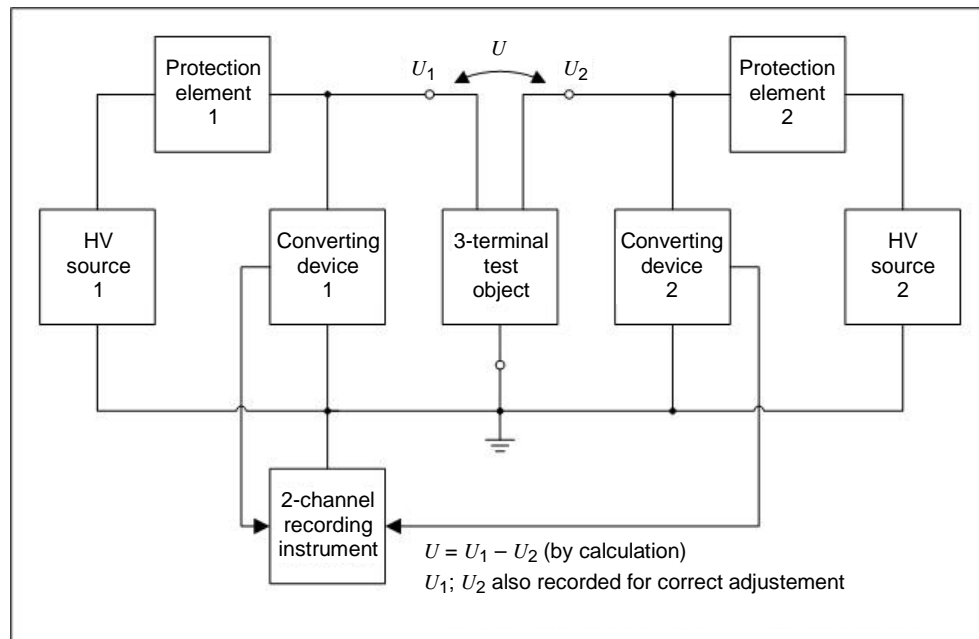 U
U1
U2
Protection
element
1
Protection
element
2
HV
source
1
Converting
device
1
3-terminal
test
object
Converting
device
2
HV
source
2
2-channel
recording
instrument
U = U1 – U2 (by calculation)
U1; U2 also recorded for correct adjustement